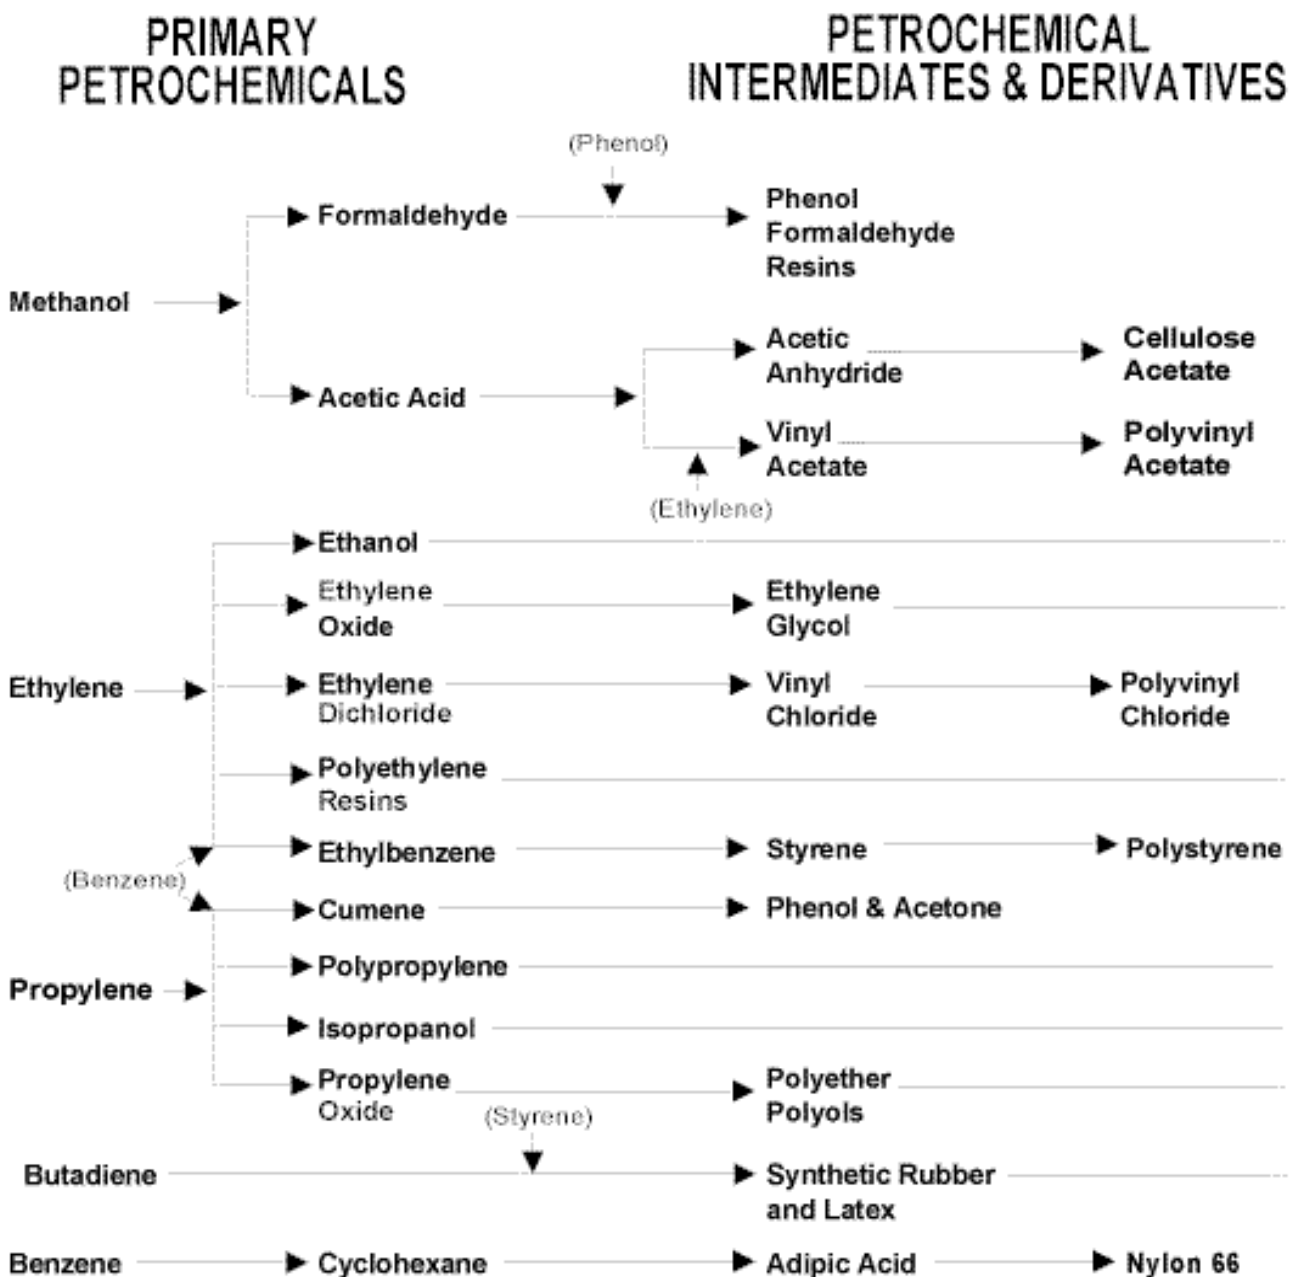 PRIMARY
PETROCHEMICALS
PETROCHEMICAL
INTERMEDIATES & DERIVATIVES
(Phenol)
Formaldehyde
Phenol
Formaldehyde
Resins
Methanol
Acetic
Anhydride
Cellulose
Acetate
Acetic Acid
Vinyl
Acetate
Polyvinyl
Acetate
(Ethylene)
Ethanol
Ethylene
Oxide
Ethylene
Glycol
Ethylene
Ethylene
Dichloride
Vinyl
Chloride
Polyvinyl
Chloride
Polyethylene
Resins
Ethylbenzene
Styrene
Polystyrene
(Benzene)
Cumene
Phenol & Acetone
Polypropylene
Propylene
Isopropanol
Propylene
Oxide
Polyether
Polyols
(Styrene)
Butadiene
Synthetic Rubber
and Latex
Benzene
Cyclohexane
Adipic Acid
Nylon 66